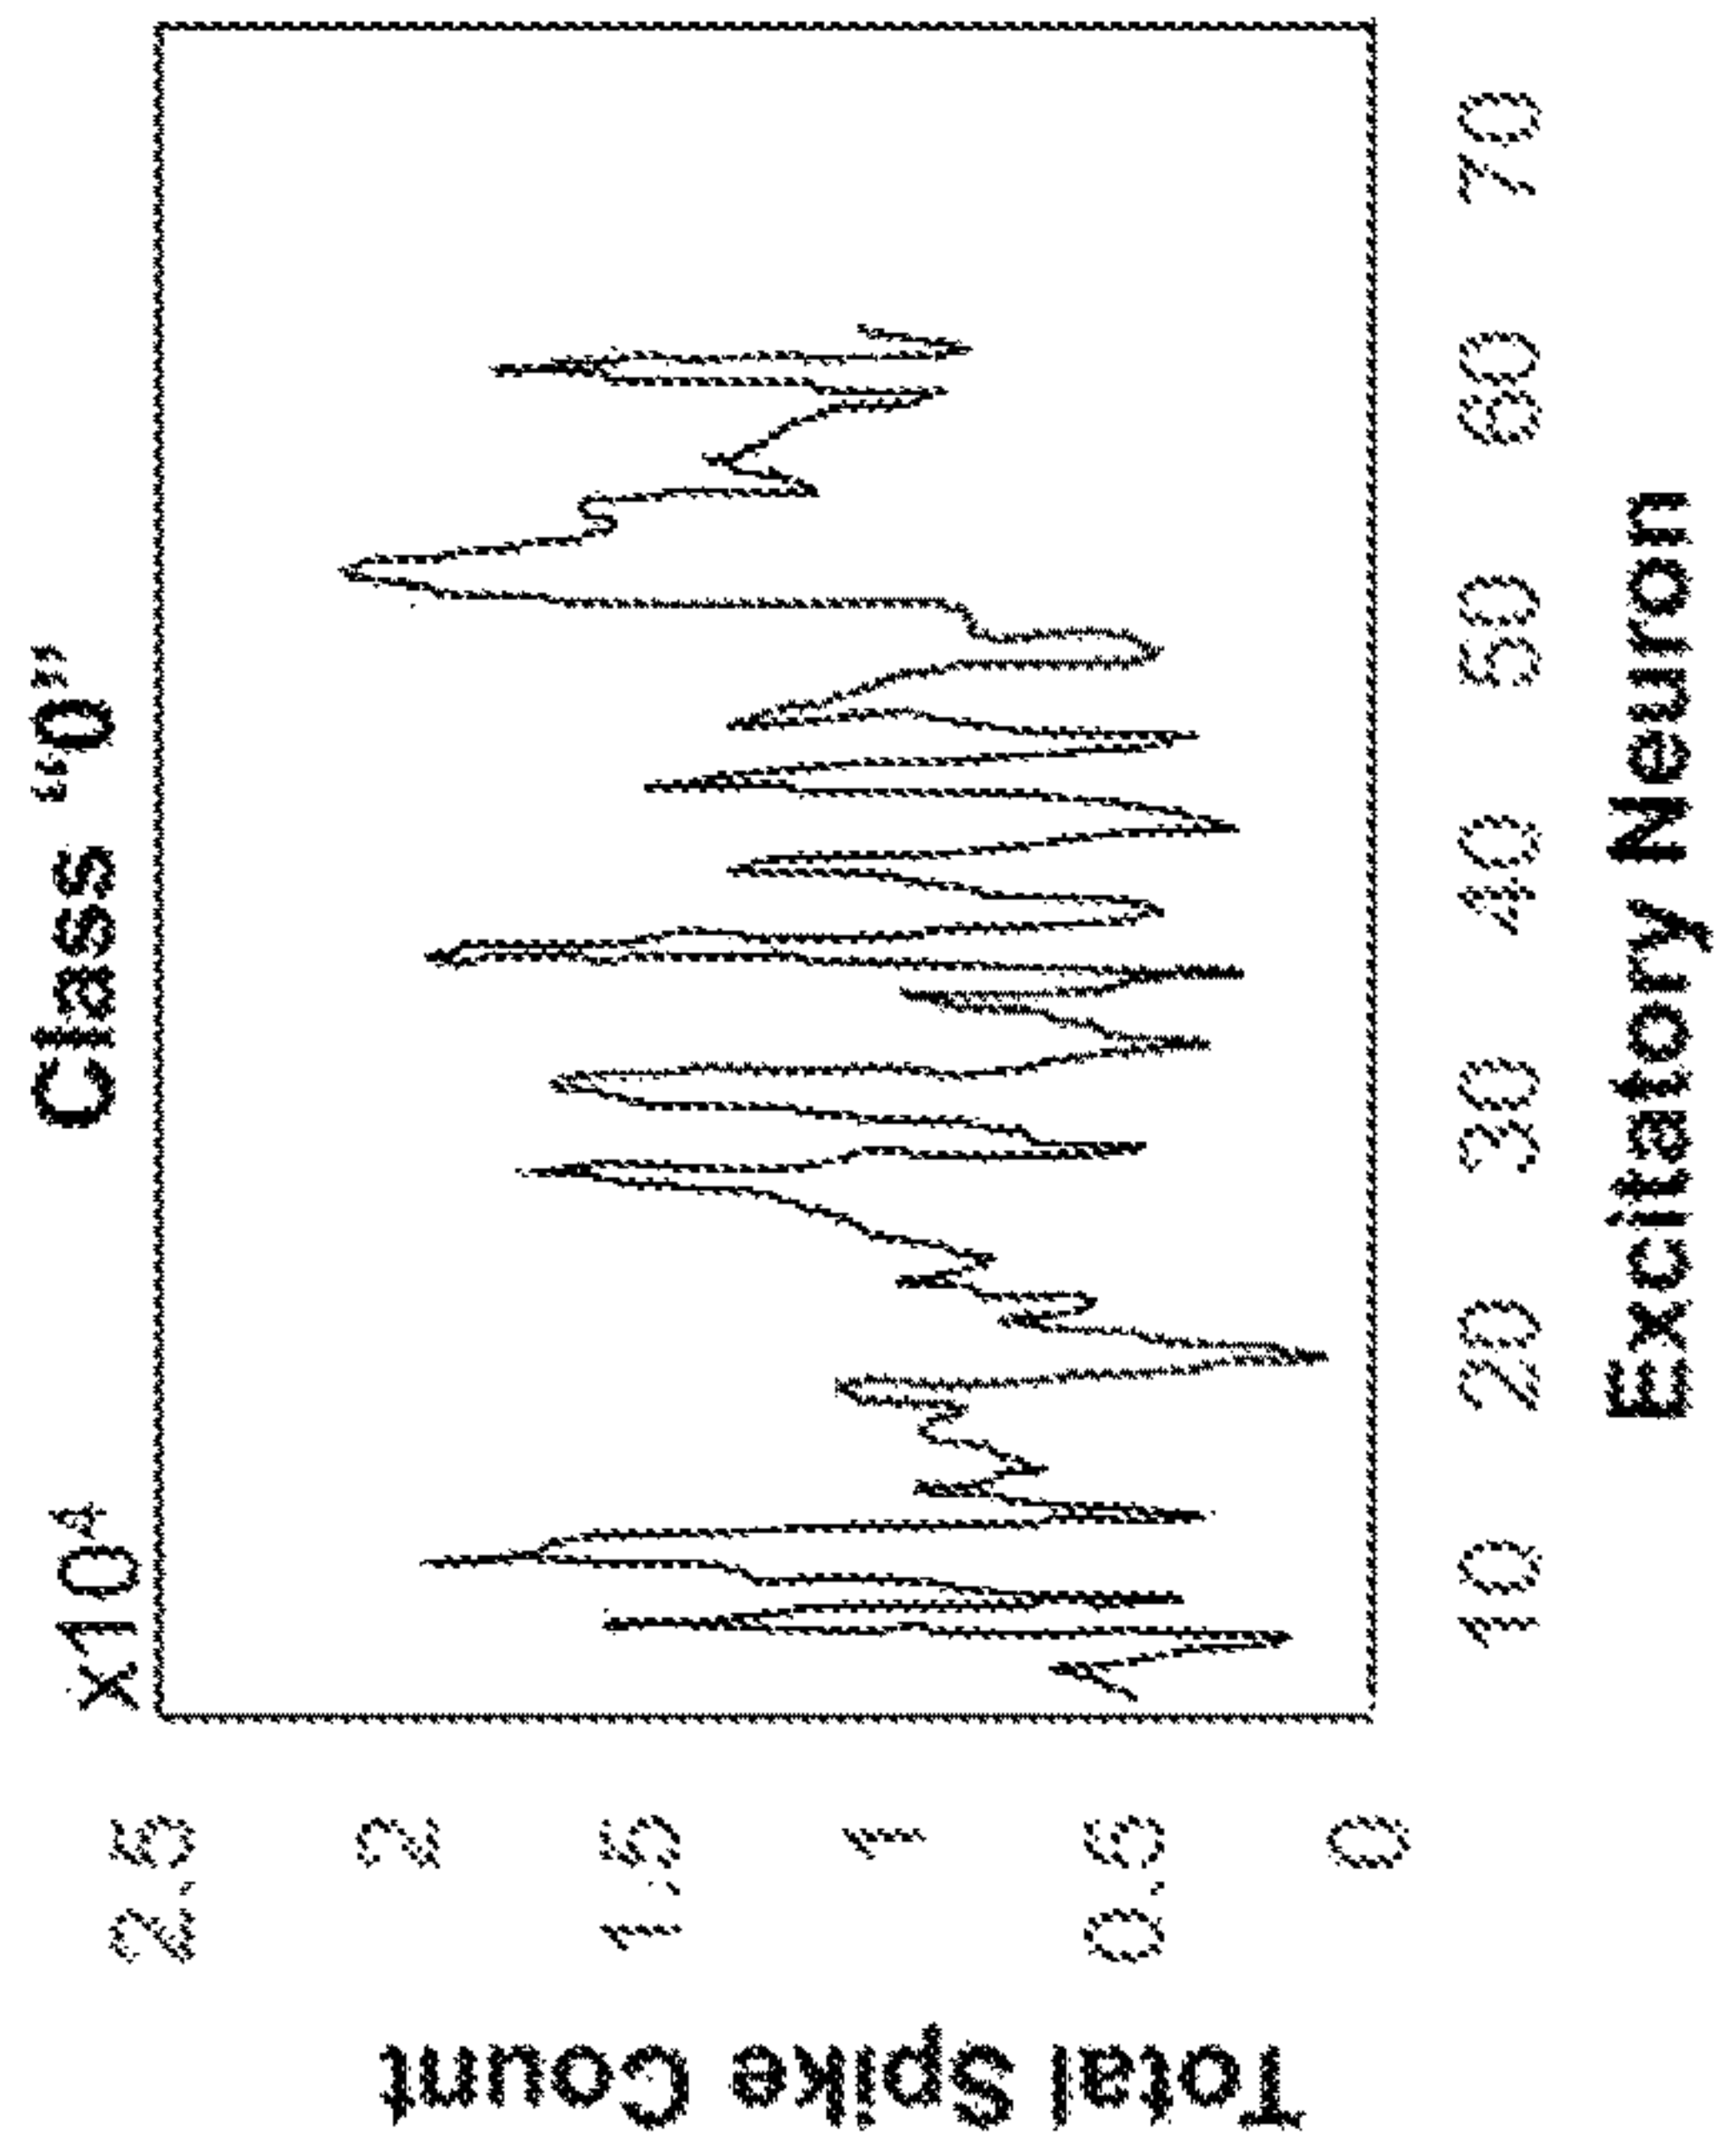 Class "0"
x10⁴
2.5
2
1.5
1
0.5
0
Total Spike Count
10 20 30 40 50 60 70
Excitatory Neuron